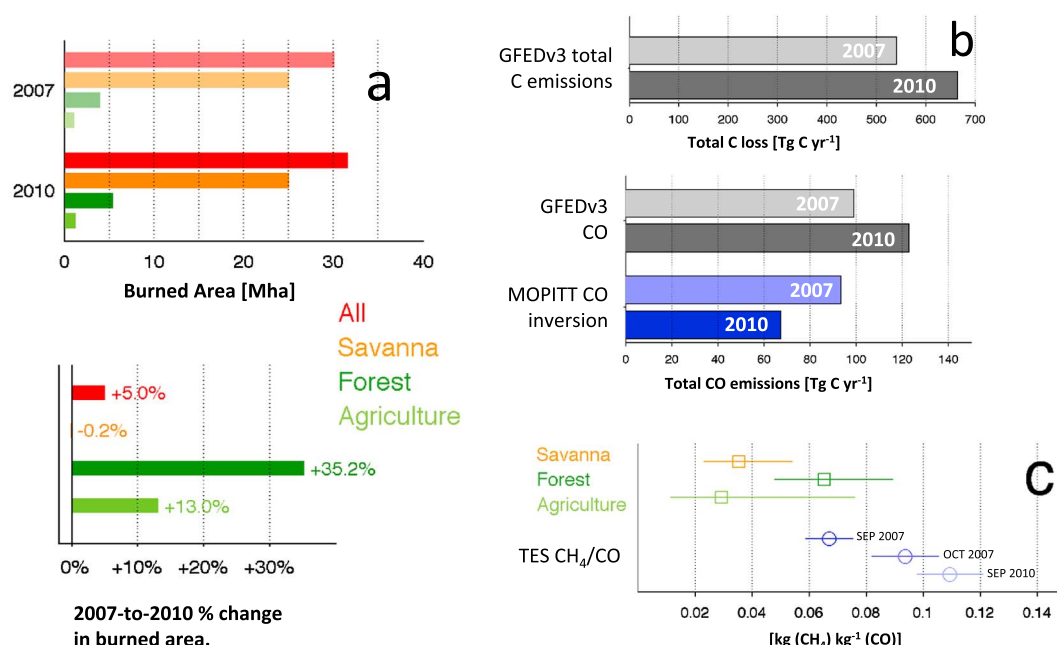 a
2007
2010
0 10 20 30 40
Burned Area [Mha]
All
Savanna
Forest
Agriculture
+5.0%
-0.2%
+35.2%
+13.0%
0% +10% +20% +30%
2007-to-2010 % change
in burned area.
b
GFEDv3 total
C emissions
2007
2010
0 100 200 300 400 500 600 700
Total C loss [Tg C yr-1]
GFEDv3
CO
2007
2010
MOPITT CO
inversion
2007
2010
0 20 40 60 80 100 120 140
Total CO emissions [Tg C yr-1]
c
Savanna
Forest
Agriculture
TES CH4/CO
SEP 2007
OCT 2007
SEP 2010
0.02 0.04 0.06 0.08 0.1 0.12 0.14
[kg (CH4) kg-1 (CO)]